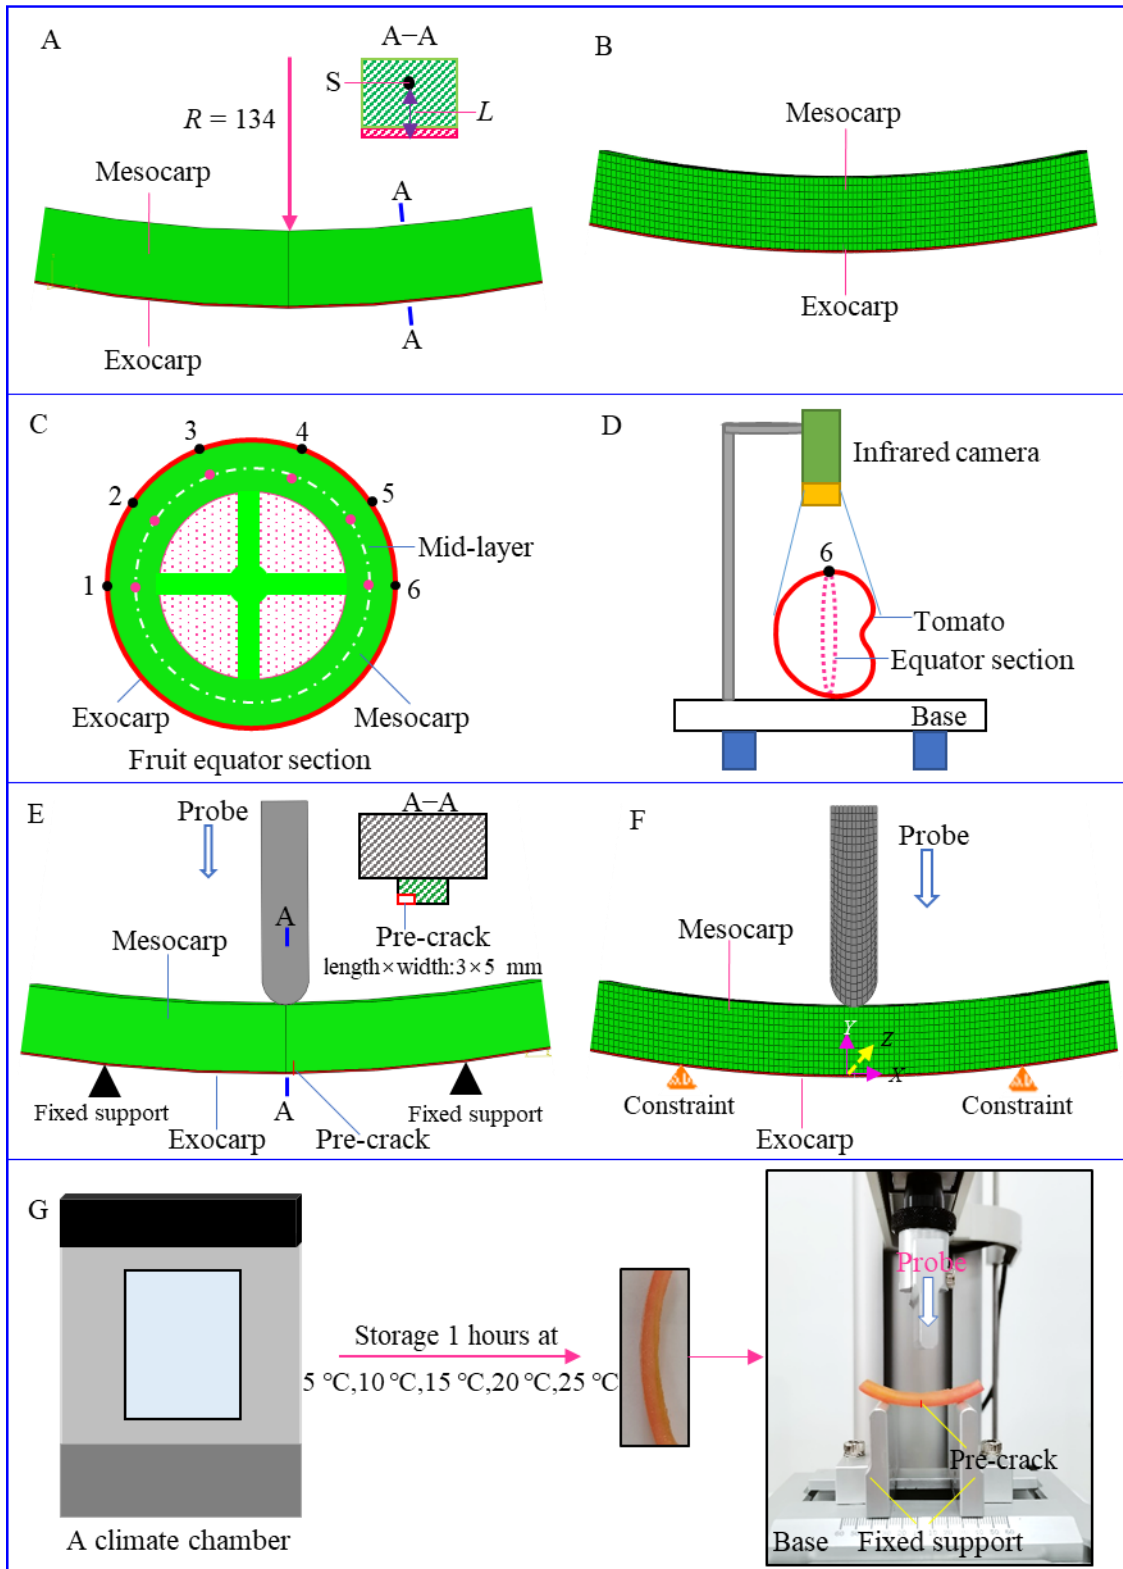 A
A−A
S
R = 134
L
Mesocarp
A
A
Exocarp
B
Mesocarp
Exocarp
C
3
4
2
5
Mid-layer
1
6
Exocarp
Mesocarp
Fruit equator section
D
Infrared camera
6
Tomato
Equator section
Base
E
Probe
A−A
A
Mesocarp
Pre-crack
length×width:3×5 mm
Fixed support
A
Fixed support
Exocarp
Pre-crack
F
Probe
Mesocarp
Y
Z
X
Constraint
Constraint
Exocarp
G
Storage 1 hours at
5 ℃,10 ℃,15 ℃,20 ℃,25 ℃
A climate chamber
Probe
Pre-crack
Base
Fixed support